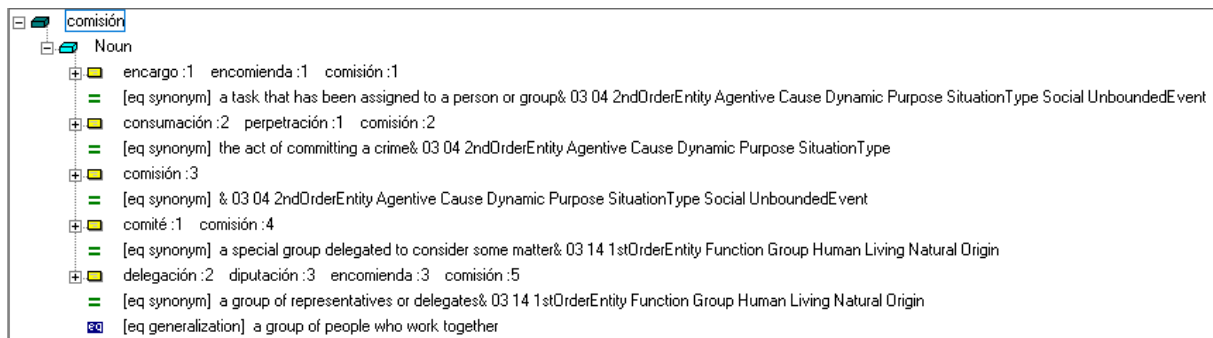 comisión
Noun
encargo :1 encomienda :1 comisión :1
= [eq synonym] a task that has been assigned to a person or group& 03 04 2ndOrderEntity Agentive Cause Dynamic Purpose SituationType Social UnboundedEvent
consumación :2 perpetración :1 comisión :2
= [eq synonym] the act of committing a crime& 03 04 2ndOrderEntity Agentive Cause Dynamic Purpose SituationType
comisión :3
= [eq synonym] & 03 04 2ndOrderEntity Agentive Cause Dynamic Purpose SituationType Social UnboundedEvent
comité :1 comisión :4
= [eq synonym] a special group delegated to consider some matter& 03 14 1stOrderEntity Function Group Human Living Natural Origin
delegación :2 diputación :3 encomienda :3 comisión :5
= [eq synonym] a group of representatives or delegates& 03 14 1stOrderEntity Function Group Human Living Natural Origin
eq [eq generalization] a group of people who work together